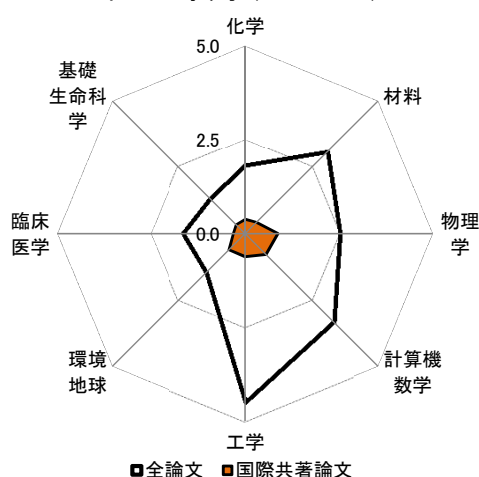 化学
5.0
基礎
生命科
学
材料
2.5
臨床
医学
0.0
物理
学
環境
地球
計算機
数学
工学
全論文 国際共著論文